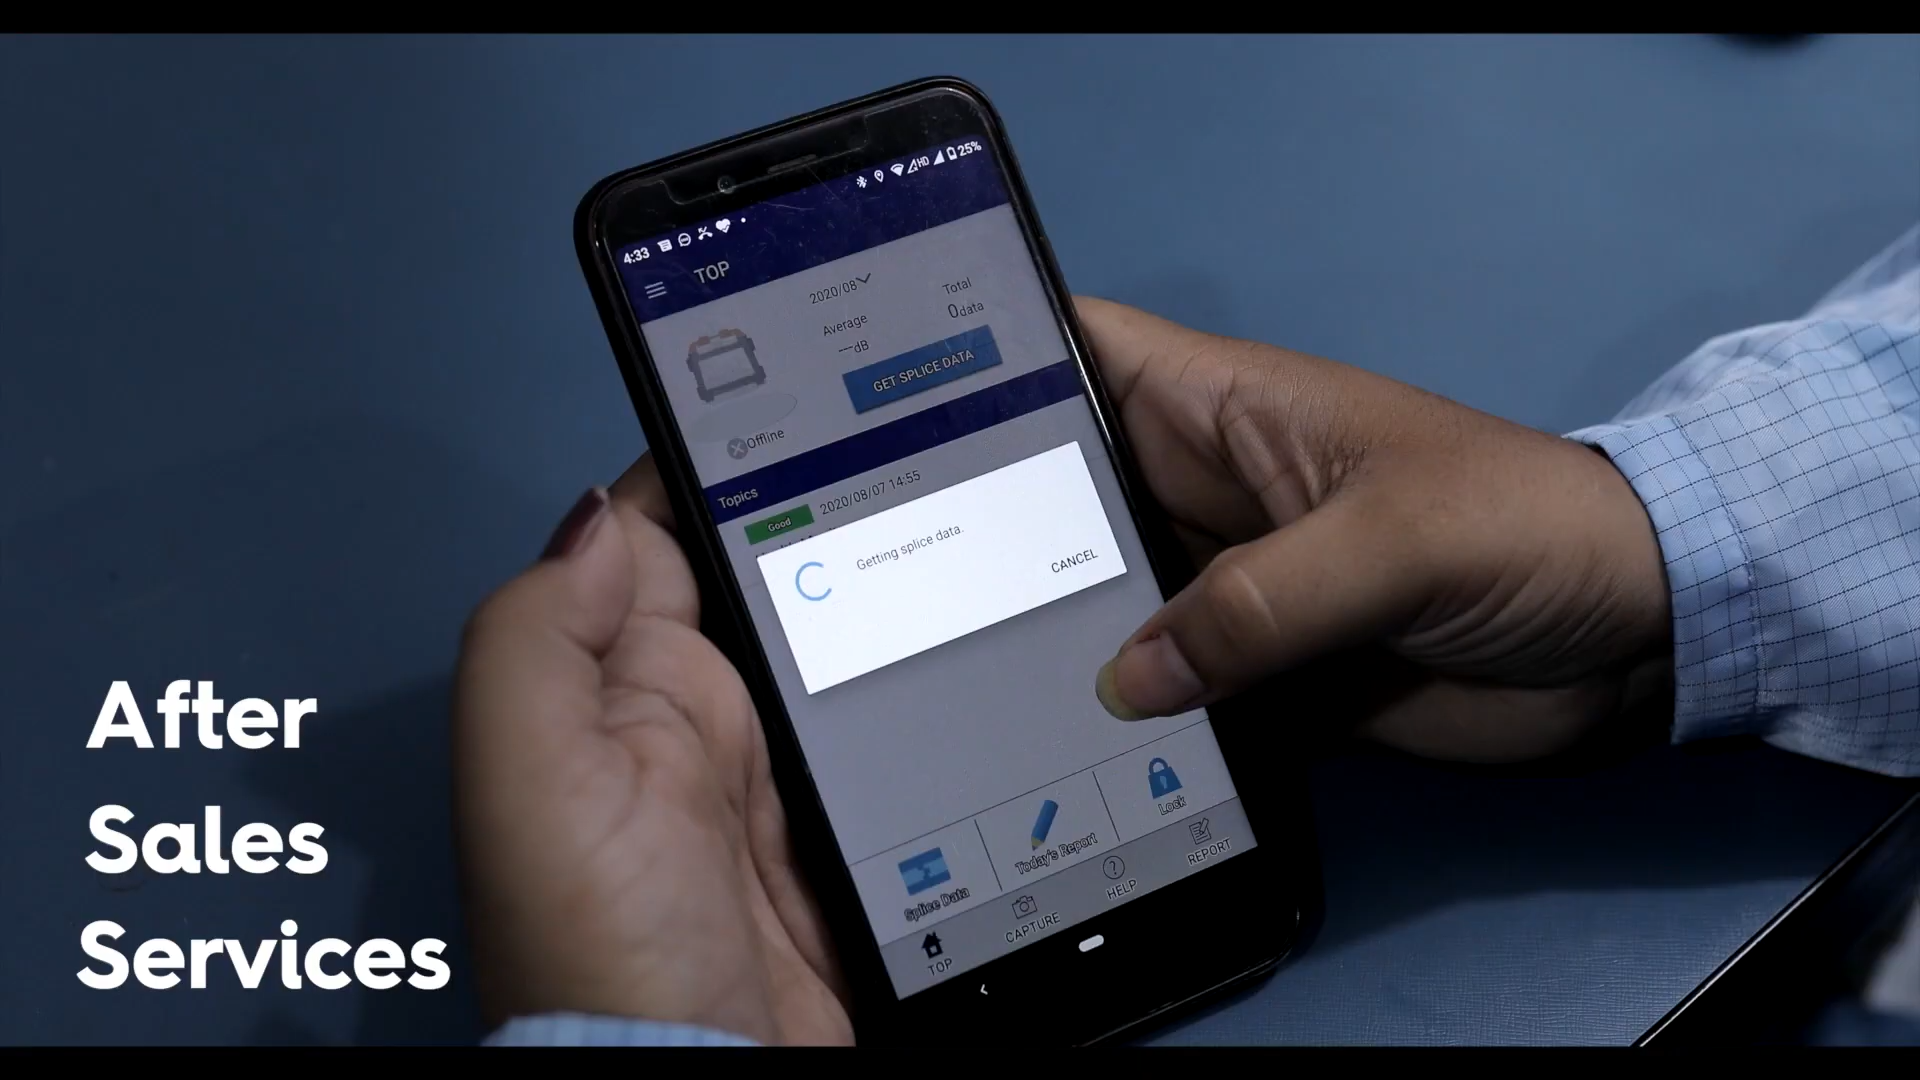 4:33
HD 25%
TOP
2020/08
Total
0data
Average
---dB
GET SPLICE DATA
Offline
Topics
Good 2020/08/07 14:55
Getting splice data.
CANCEL
Splice Data
Today's Report
Lock
TOP
CAPTURE
HELP
REPORT
After
Sales
Services